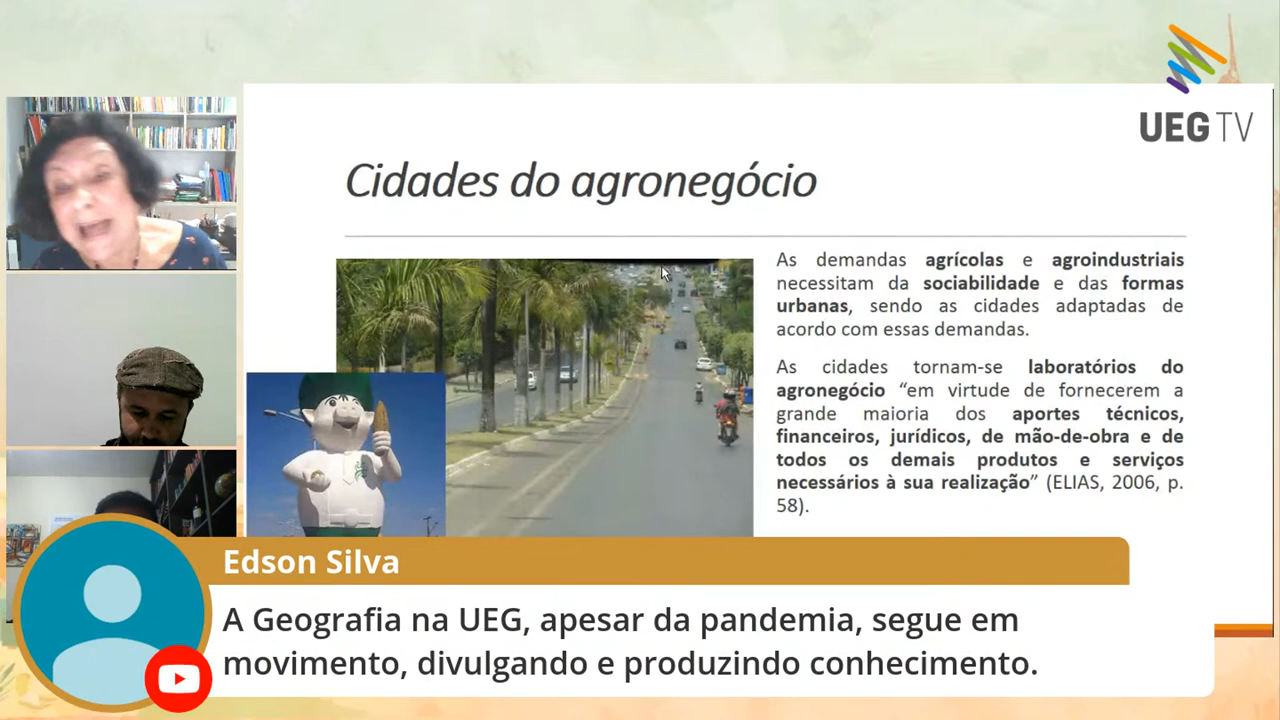 UEG TV
Cidades do agronegócio
As demandas agrícolas e agroindustriais
necessitam da sociabilidade e das formas
urbanas, sendo as cidades adaptadas de
acordo com essas demandas.
As cidades tornam-se laboratórios do
agronegócio “em virtude de fornecerem a
grande maioria dos aportes técnicos,
financeiros, jurídicos, de mão-de-obra e de
todos os demais produtos e serviços
necessários à sua realização” (ELIAS, 2006, p.
58).
Edson Silva
A Geografia na UEG, apesar da pandemia, segue em
movimento, divulgando e produzindo conhecimento.